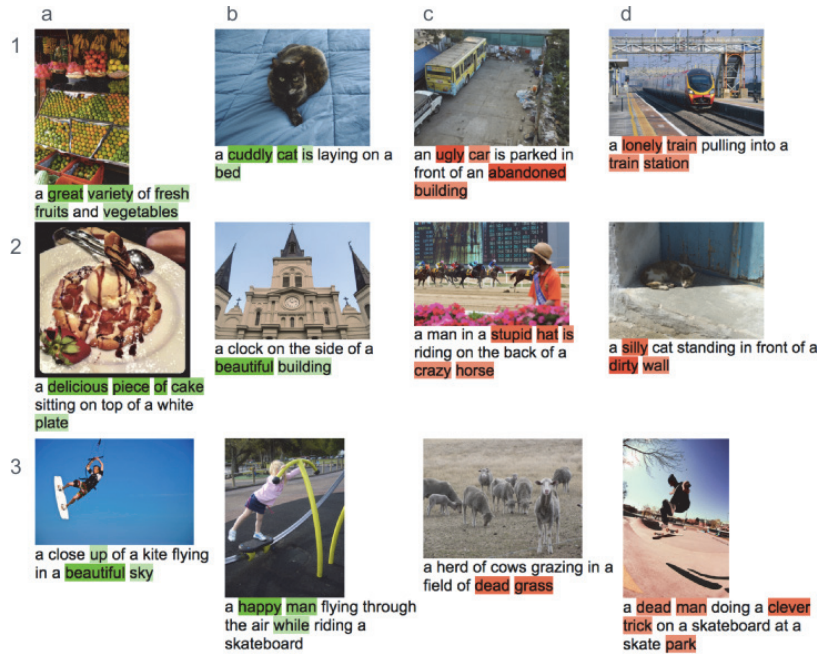 a b c d
1
a great variety of fresh
fruits and vegetables
a cuddly cat is laying on a
bed
an ugly car is parked in
front of an abandoned
building
a lonely train pulling into a
train station
2
a delicious piece of cake
sitting on top of a white
plate
a clock on the side of a
beautiful building
a man in a stupid hat is
riding on the back of a
crazy horse
a silly cat standing in front of a
dirty wall
3
a close up of a kite flying
in a beautiful sky
a happy man flying through
the air while riding a
skateboard
a herd of cows grazing in a
field of dead grass
a dead man doing a clever
trick on a skateboard at a
skate park